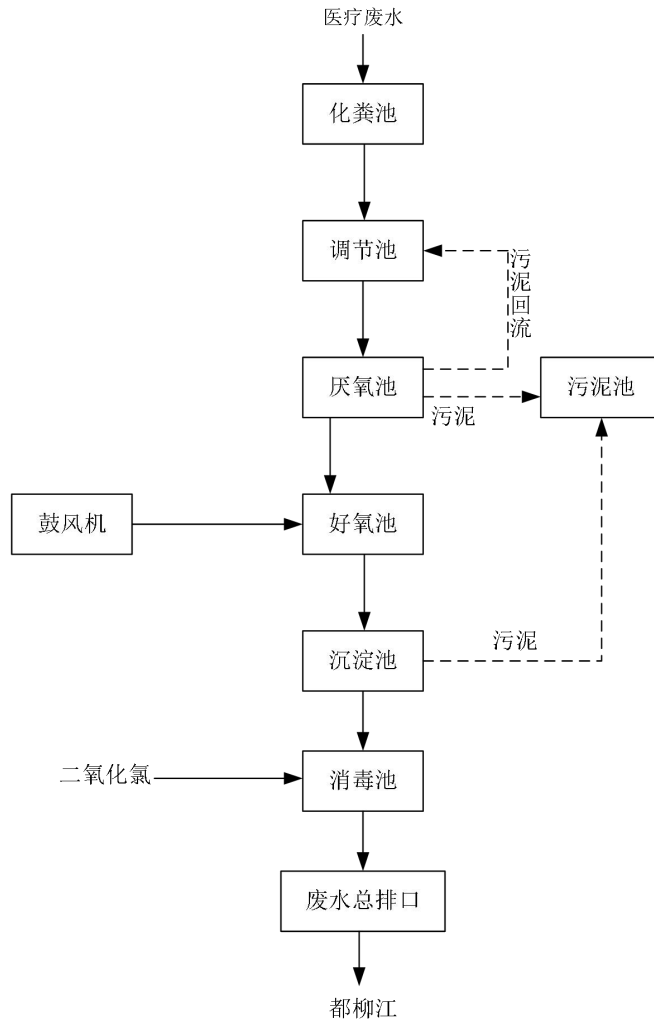 医疗废水
化粪池
调节池
污泥回流
厌氧池
污泥池
污泥
鼓风机
好氧池
沉淀池
污泥
二氧化氯
消毒池
废水总排口
都柳江